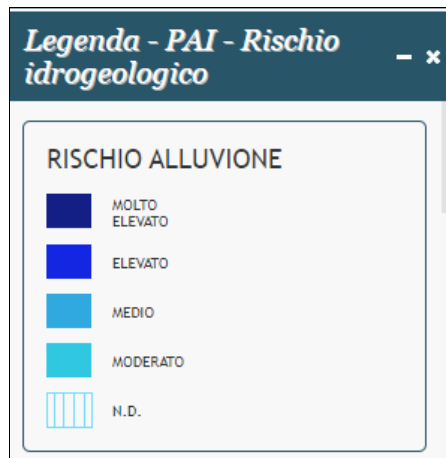 Legenda - PAI - Rischio
idrogeologico
RISCHIO ALLUVIONE
MOLTO
ELEVATO
ELEVATO
MEDIO
MODERATO
N.D.